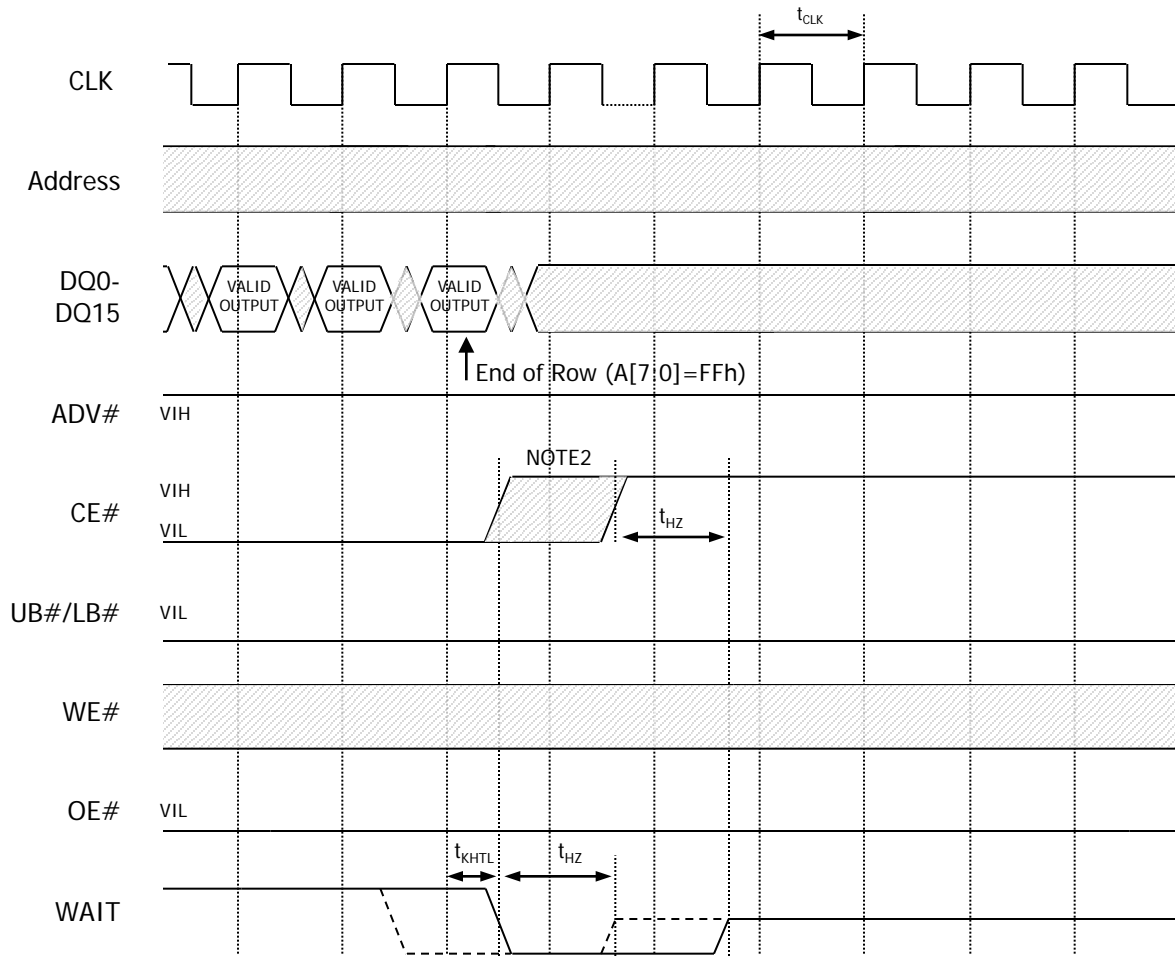 tCLK
CLK
Address
DQ0-
DQ15
VALID
OUTPUT
VALID
OUTPUT
VALID
OUTPUT
End of Row (A[7:0]=FFh)
ADV#
VIH
NOTE2
CE#
VIH
VIL
tHZ
UB#/LB#
VIL
WE#
OE#
VIL
tKHTL
tHZ
WAIT